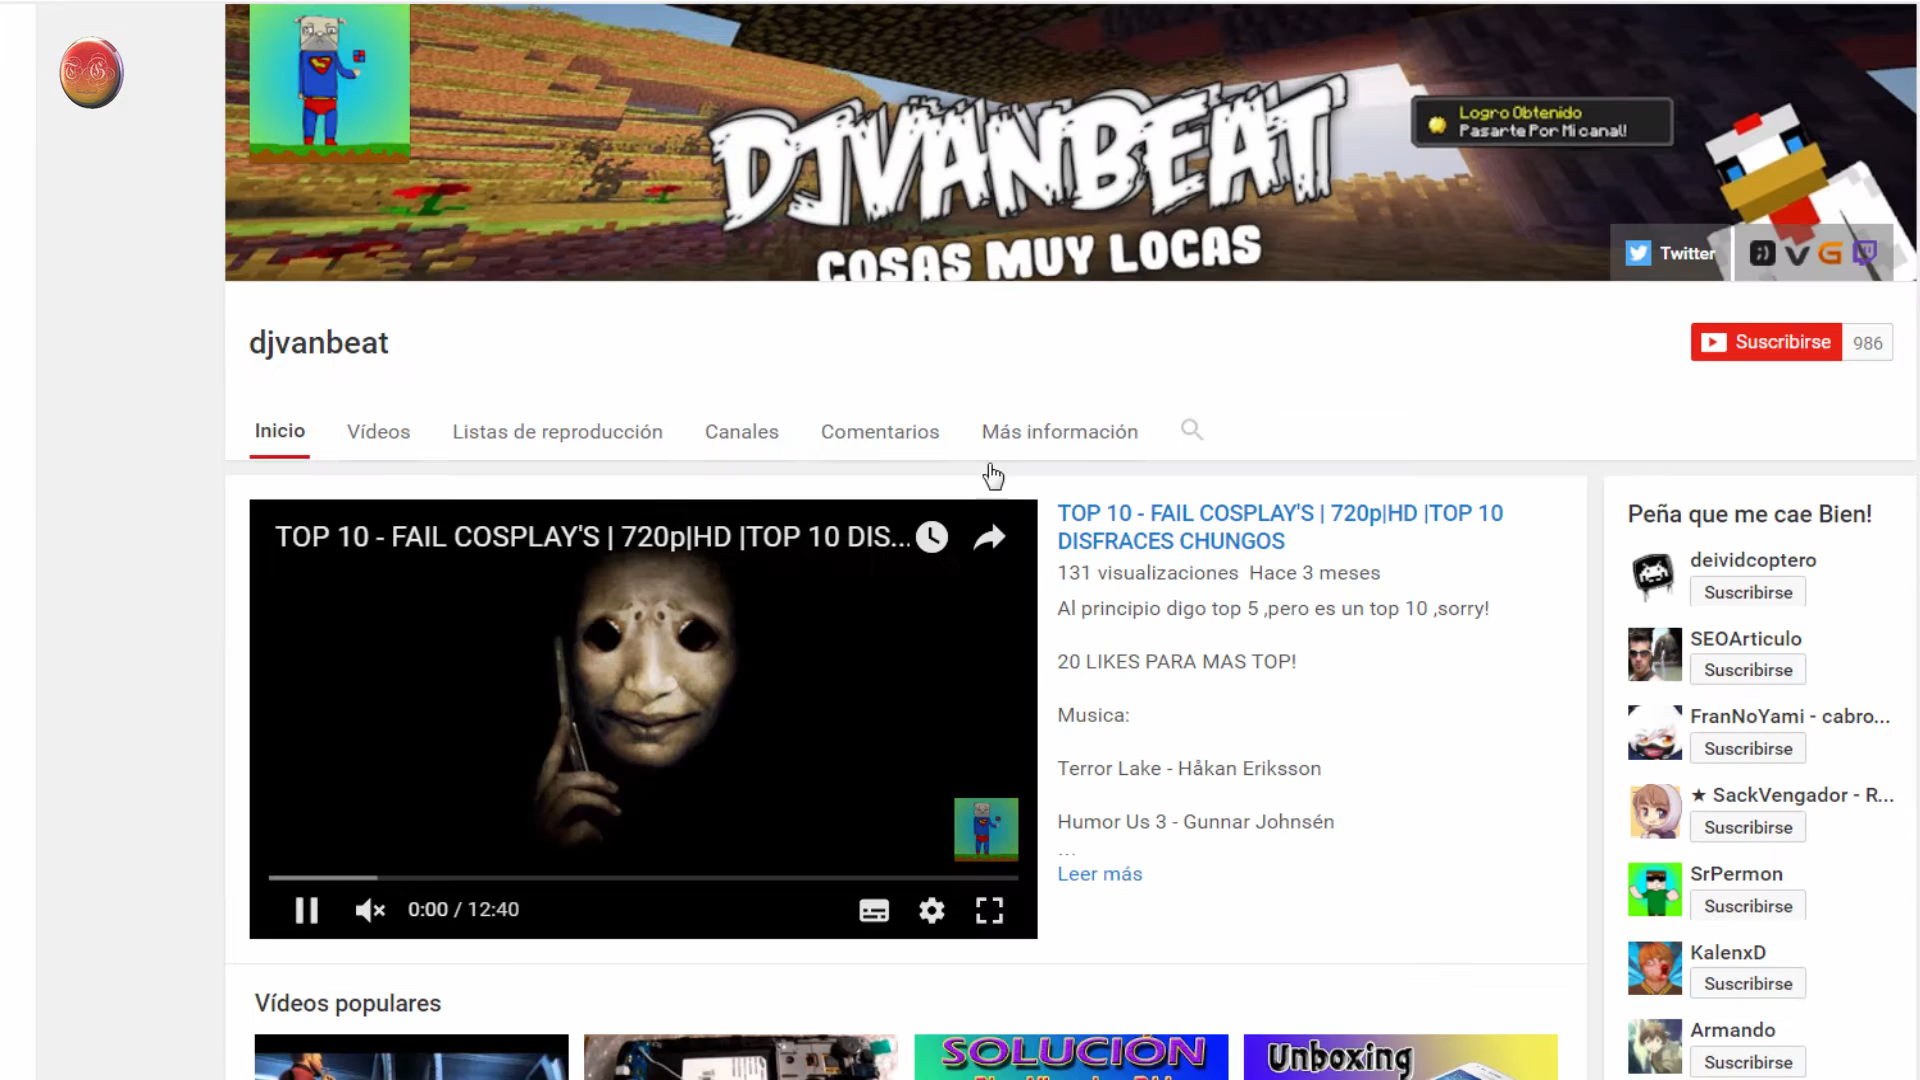 DJVANBEAT
COSAS MUY LOCAS
Logro Obtenido
Pasarte Por Mi canal!
Twitter
djvanbeat
Suscribirse 986
Inicio Vídeos Listas de reproducción Canales Comentarios Más información
TOP 10 - FAIL COSPLAY'S | 720p|HD |TOP 10 DIS...
0:00 / 12:40
TOP 10 - FAIL COSPLAY'S | 720p|HD |TOP 10
DISFRACES CHUNGOS
131 visualizaciones Hace 3 meses
Al principio digo top 5 ,pero es un top 10 ,sorry!
20 LIKES PARA MAS TOP!
Musica:
Terror Lake - Håkan Eriksson
Humor Us 3 - Gunnar Johnsén
...
Leer más
Peña que me cae Bien!
deividcoptero
Suscribirse
SEOArticulo
Suscribirse
FranNoYami - cabro...
Suscribirse
★ SackVengador - R...
Suscribirse
SrPermon
Suscribirse
KalenxD
Suscribirse
Armando
Suscribirse
Vídeos populares
SOLUCIÓN
Unboxing